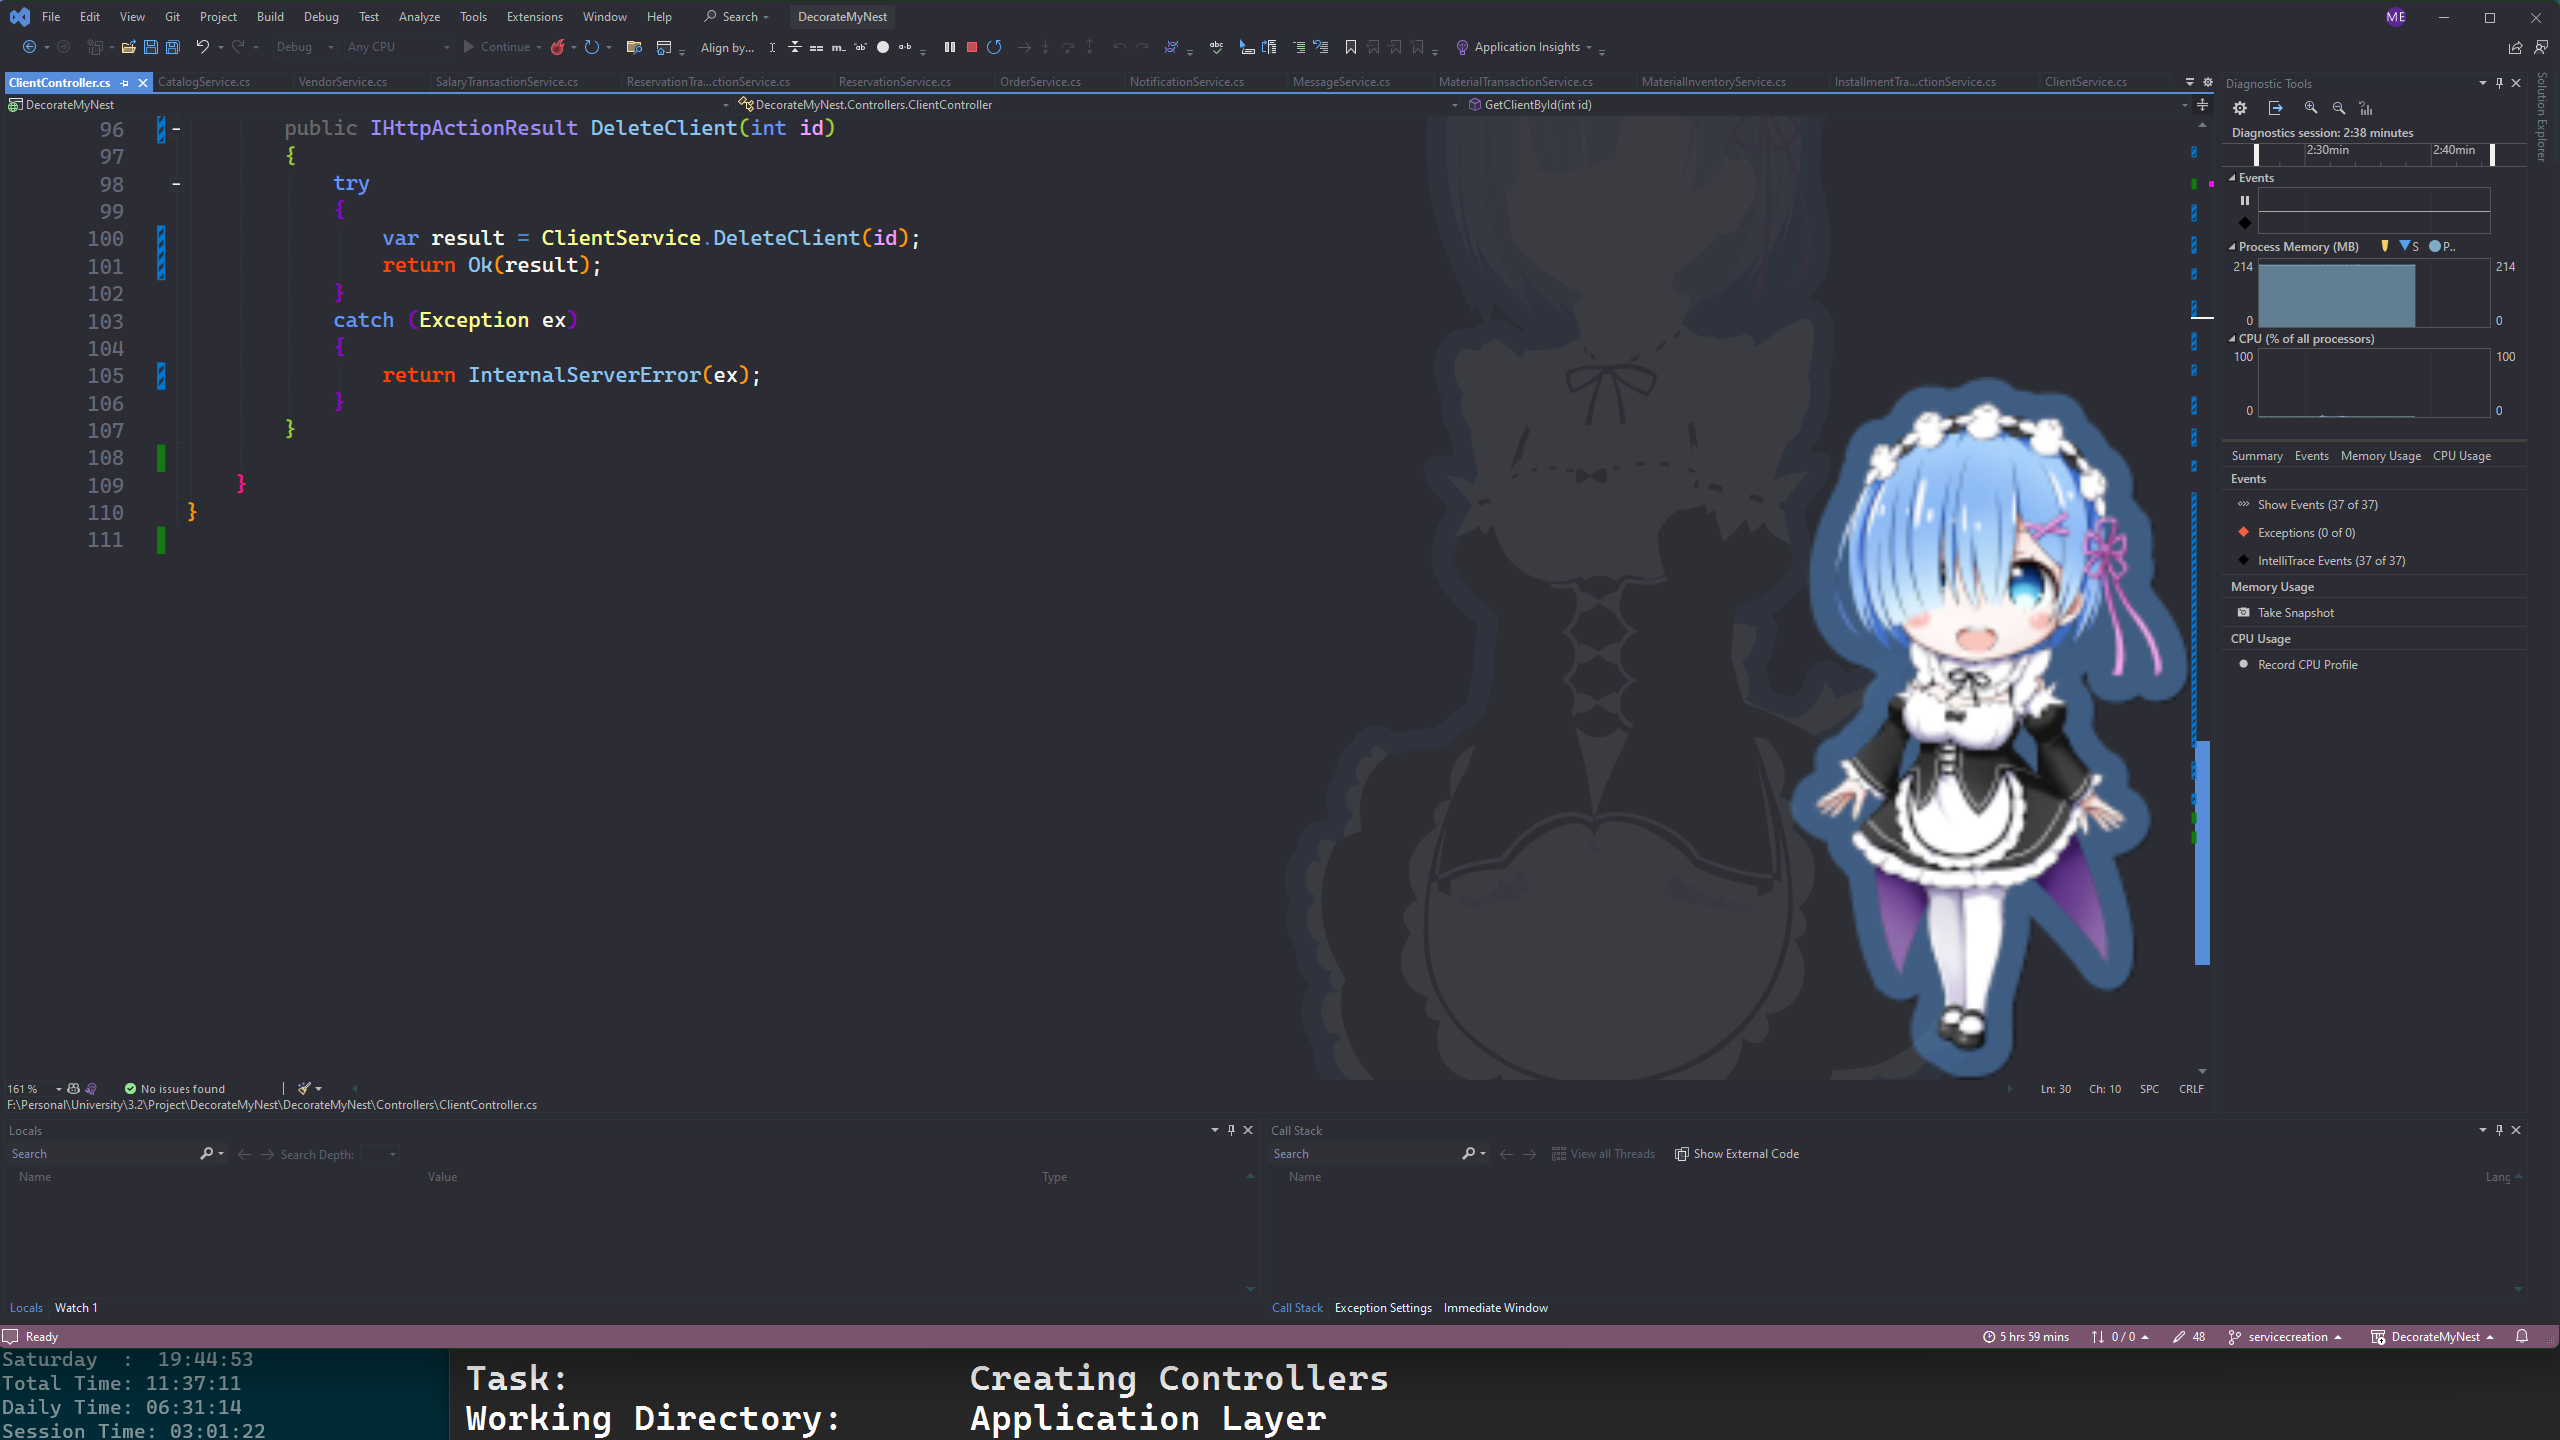 File Edit View Git Project Build Debug Test Analyze Tools Extensions Window Help Search DecorateMyNest ME
Debug Any CPU Continue Align by... Application Insights
ClientController.cs CatalogService.cs VendorService.cs SalaryTransactionService.cs ReservationTra...ctionService.cs ReservationService.cs OrderService.cs NotificationService.cs MessageService.cs MaterialTransactionService.cs MaterialInventoryService.cs InstallmentTra...ctionService.cs ClientService.cs
DecorateMyNest DecorateMyNest.Controllers.ClientController GetClientById(int id)
96 public IHttpActionResult DeleteClient(int id)
97 {
98 try
99 {
100 var result = ClientService.DeleteClient(id);
101 return Ok(result);
102 }
103 catch (Exception ex)
104 {
105 return InternalServerError(ex);
106 }
107 }
108
109 }
110 }
111
161 % No issues found Ln: 30 Ch: 10 SPC CRLF
F:\Personal\University\3.2\Project\DecorateMyNest\DecorateMyNest\Controllers\ClientController.cs
Diagnostic Tools
Diagnostics session: 2:38 minutes
2:30min 2:40min
Events
Process Memory (MB) S P..
214 214
0 0
CPU (% of all processors)
100 100
0 0
Summary Events Memory Usage CPU Usage
Events
Show Events (37 of 37)
Exceptions (0 of 0)
IntelliTrace Events (37 of 37)
Memory Usage
Take Snapshot
CPU Usage
Record CPU Profile
Solution Explorer
Locals
Search Search Depth:
Name Value Type
Locals Watch 1
Call Stack
Search View all Threads Show External Code
Name Lang
Call Stack Exception Settings Immediate Window
Ready 5 hrs 59 mins 0 / 0 48 servicecreation DecorateMyNest
Saturday : 19:44:53
Total Time: 11:37:11
Daily Time: 06:31:14
Session Time: 03:01:22
Task: Creating Controllers
Working Directory: Application Layer